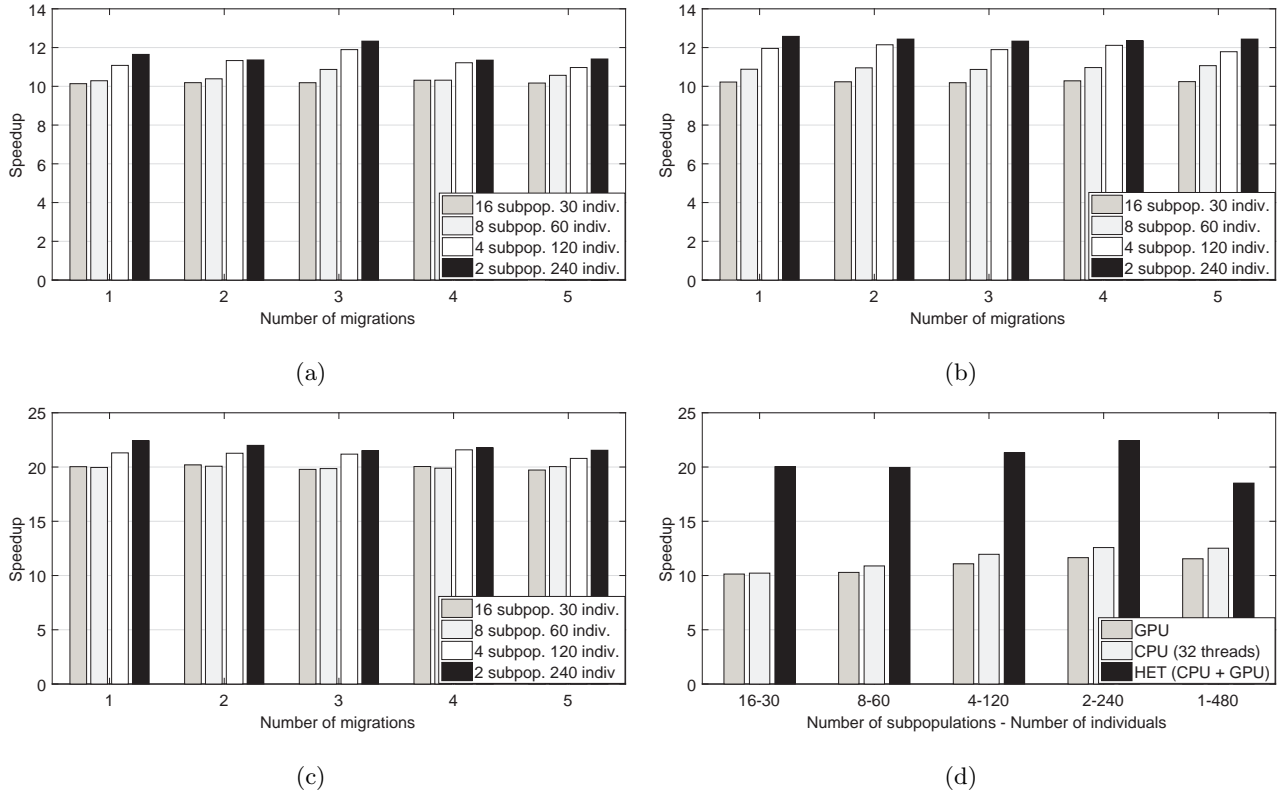 14
12
10
8
6
4
2
0
Speedup
16 subpop. 30 indiv.
8 subpop. 60 indiv.
4 subpop. 120 indiv.
2 subpop. 240 indiv.
1 2 3 4 5
Number of migrations
(a)
14
12
10
8
6
4
2
0
Speedup
16 subpop. 30 indiv.
8 subpop. 60 indiv.
4 subpop. 120 indiv.
2 subpop. 240 indiv.
1 2 3 4 5
Number of migrations
(b)
25
20
15
10
5
0
Speedup
16 subpop. 30 indiv.
8 subpop. 60 indiv.
4 subpop. 120 indiv.
2 subpop. 240 indiv
1 2 3 4 5
Number of migrations
(c)
25
20
15
10
5
0
Speedup
GPU
CPU (32 threads)
HET (CPU + GPU)
16-30 8-60 4-120 2-240 1-480
Number of subpopulations - Number of individuals
(d)